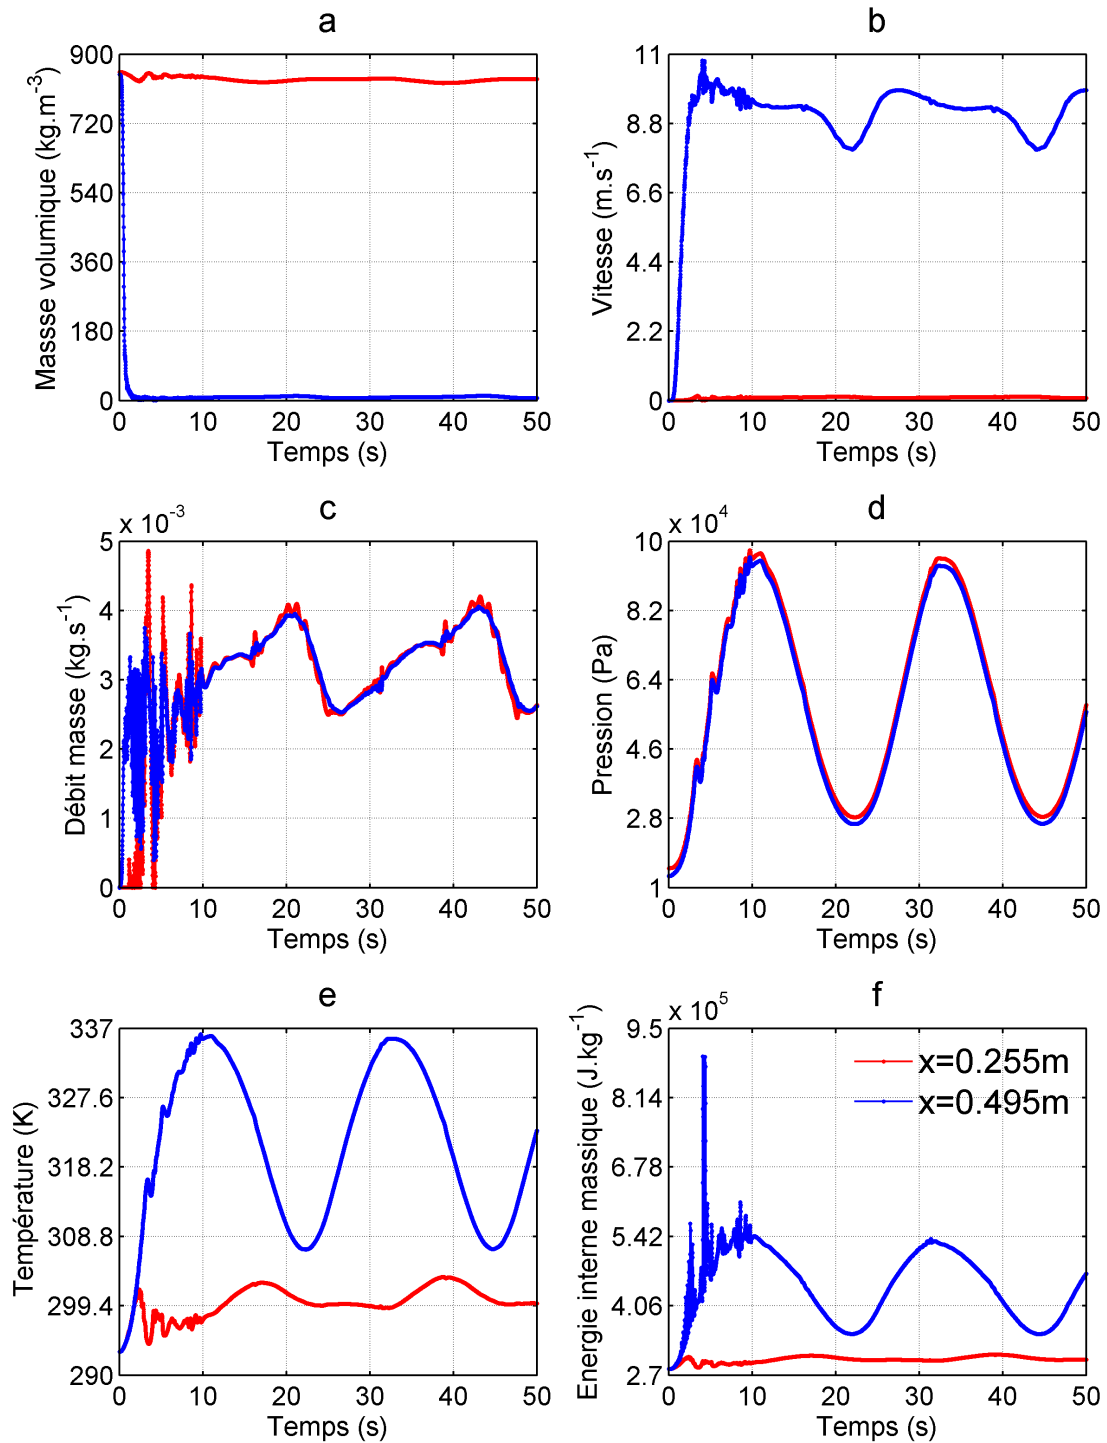 a
900
720
540
360
180
0
Massse volumique (kg.m-3)
0 10 20 30 40 50
Temps (s)
b
11
8.8
6.6
4.4
2.2
0
Vitesse (m.s-1)
0 10 20 30 40 50
Temps (s)
c
x 10-3
5
4
3
2
1
0
Débit masse (kg.s-1)
0 10 20 30 40 50
Temps (s)
d
x 104
10
8.2
6.4
4.6
2.8
1
Pression (Pa)
0 10 20 30 40 50
Temps (s)
e
337
327.6
318.2
308.8
299.4
290
Température (K)
0 10 20 30 40 50
Temps (s)
f
x 105
9.5
8.14
6.78
5.42
4.06
2.7
Energie interne massique (J.kg-1)
x=0.255m
x=0.495m
0 10 20 30 40 50
Temps (s)